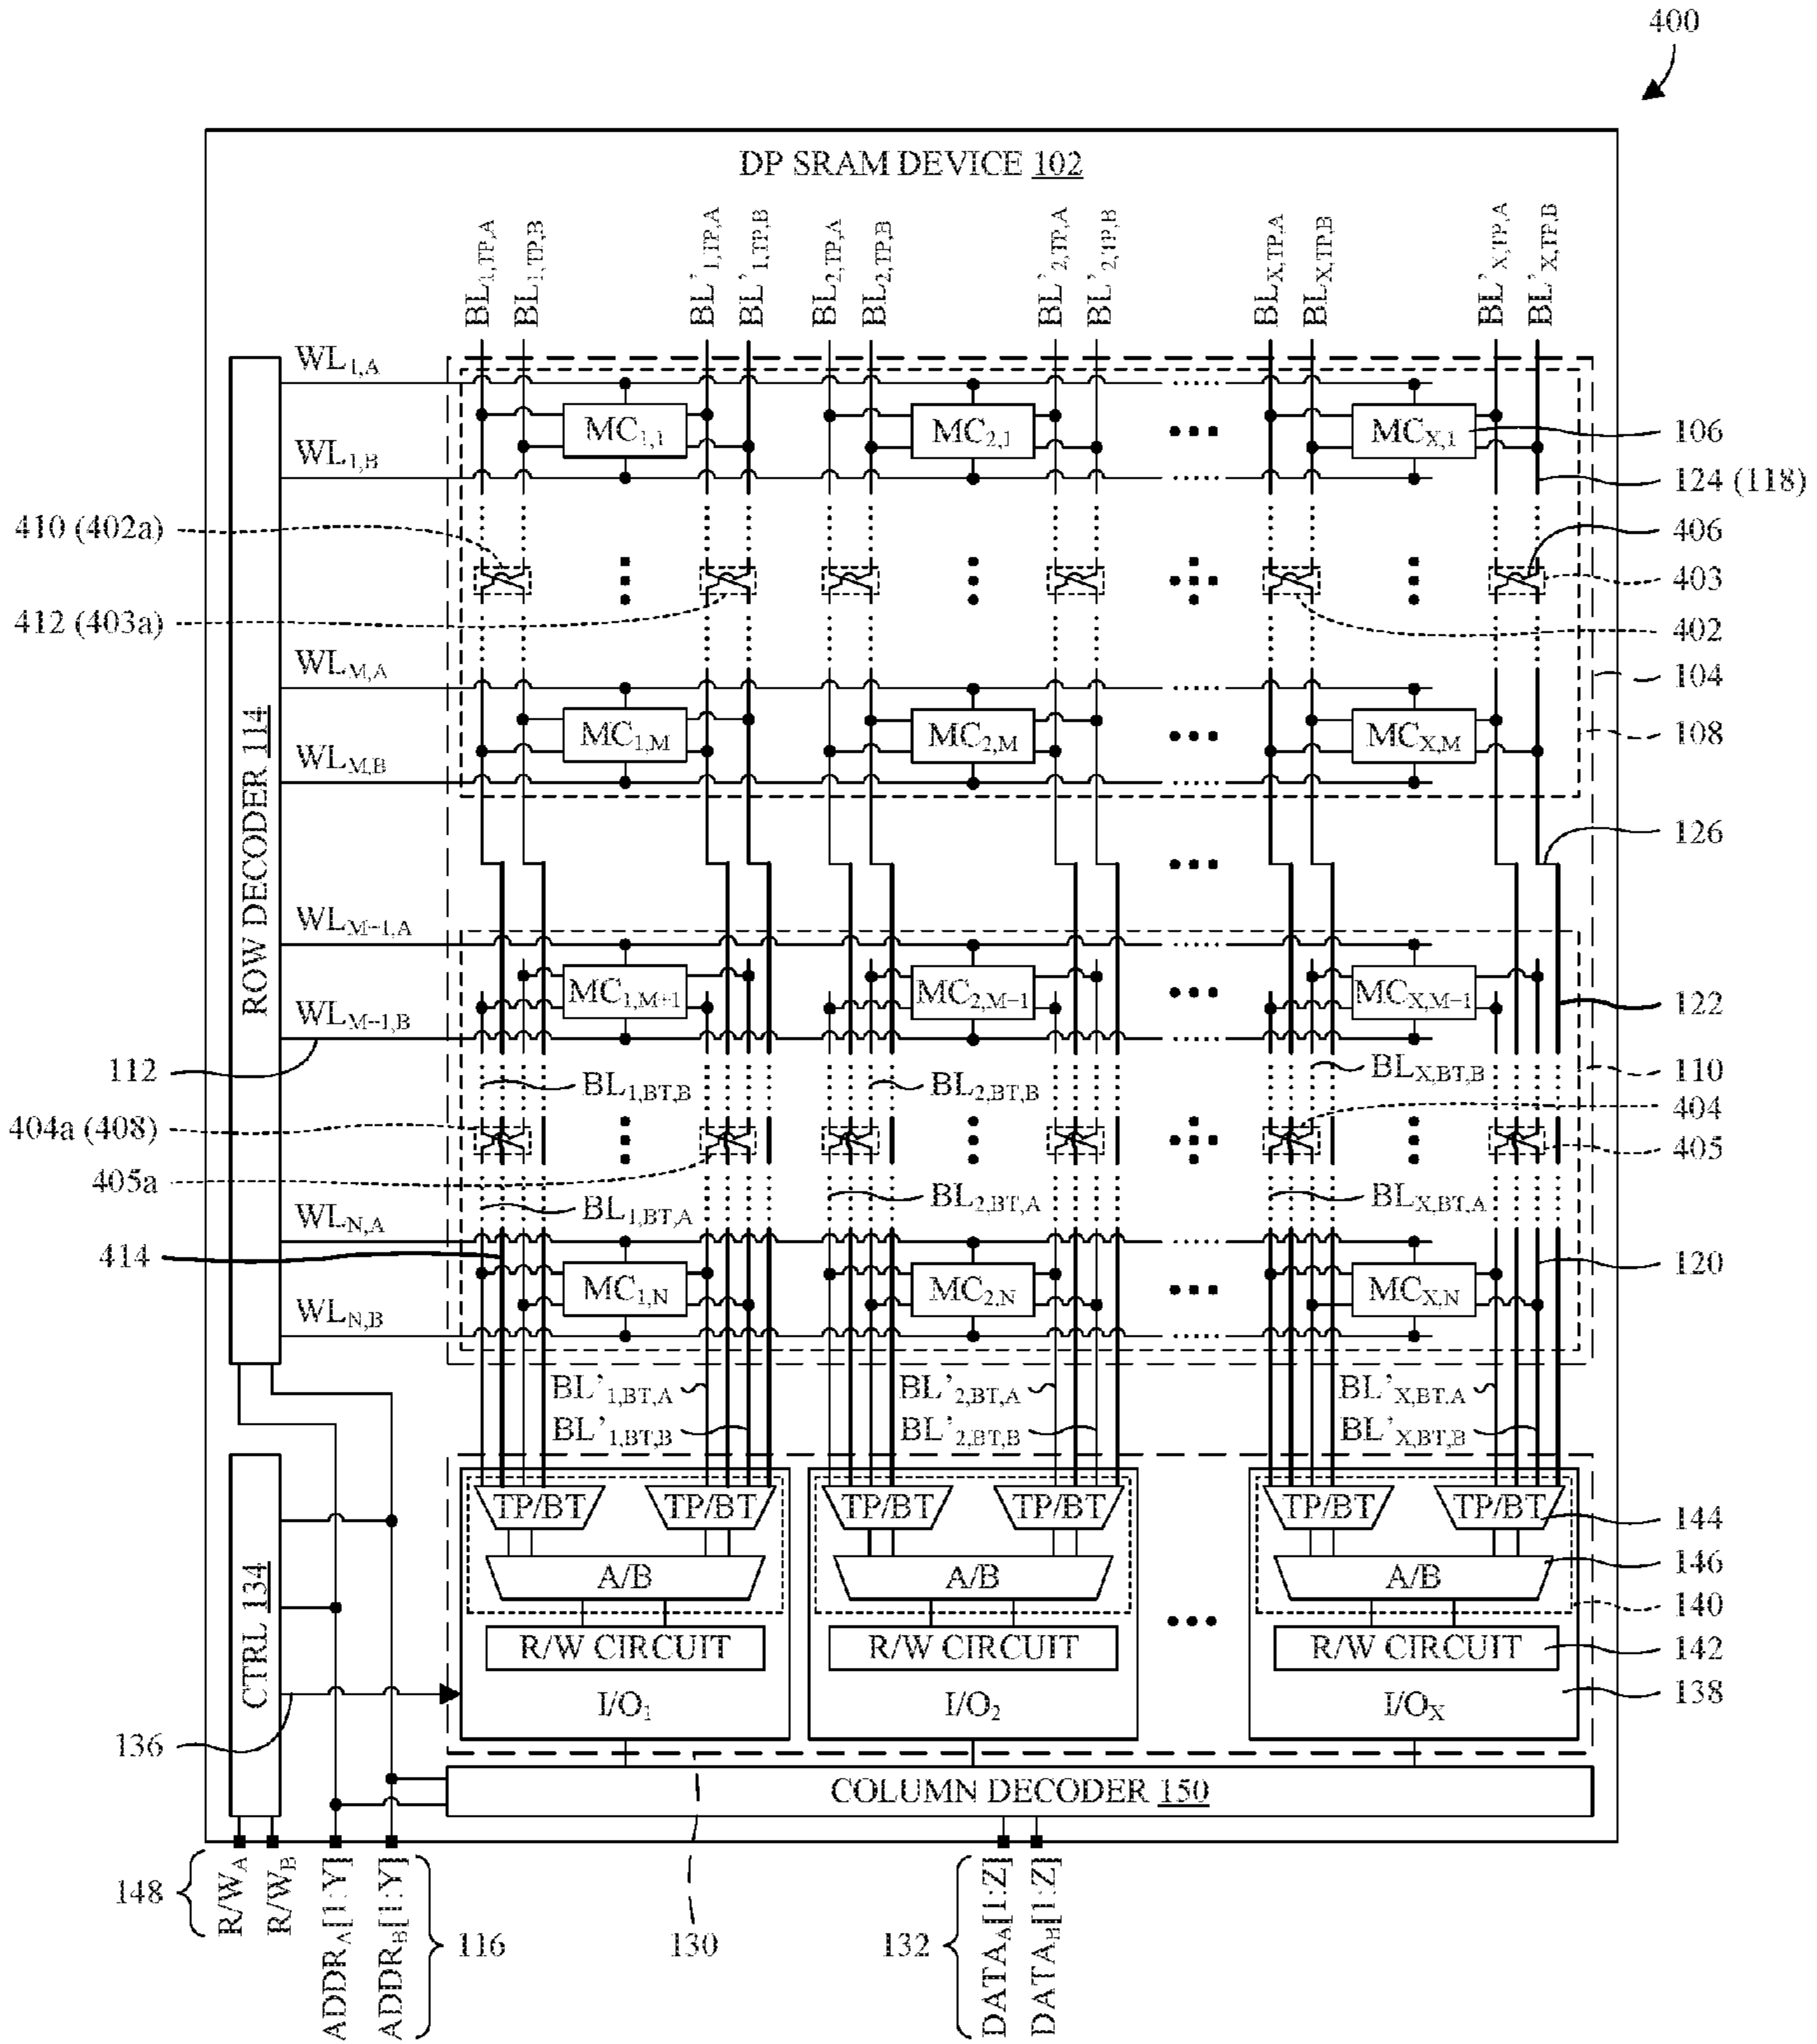 400
DP SRAM DEVICE 102
BL1,TP,A
BL1,TP,B
BL'1,TP,A
BL'1,TP,B
BL2,TP,A
BL2,TP,B
BL'2,TP,A
BL'2,TP,B
BLX,TP,A
BLX,TP,B
BL'X,TP,A
BL'X,TP,B
WL1,A
MC1,1
MC2,1
MCX,1
106
WL1,B
124 (118)
410 (402a)
406
403
412 (403a)
402
ROW DECODER 114
WLM,A
104
MC1,M
MC2,M
MCX,M
108
WLM,B
126
WLM−1,A
MC1,M+1
MC2,M−1
MCX,M−1
122
WLM−1,B
112
BL1,BT,B
BL2,BT,B
BLX,BT,B
110
404a (408)
404
405
405a
BL1,BT,A
BL2,BT,A
BLX,BT,A
WLN,A
414
120
MC1,N
MC2,N
MCX,N
WLN,B
BL'1,BT,A
BL'2,BT,A
BL'X,BT,A
BL'1,BT,B
BL'2,BT,B
BL'X,BT,B
CTRL 134
TP/BT
TP/BT
TP/BT
TP/BT
TP/BT
TP/BT
144
A/B
A/B
A/B
146
140
R/W CIRCUIT
R/W CIRCUIT
R/W CIRCUIT
142
I/O1
I/O2
I/OX
138
136
COLUMN DECODER 150
148
R/WA
R/WB
ADDRA[1:Y]
ADDRB[1:Y]
116
130
132
DATAA[1:Z]
DATAB[1:Z]